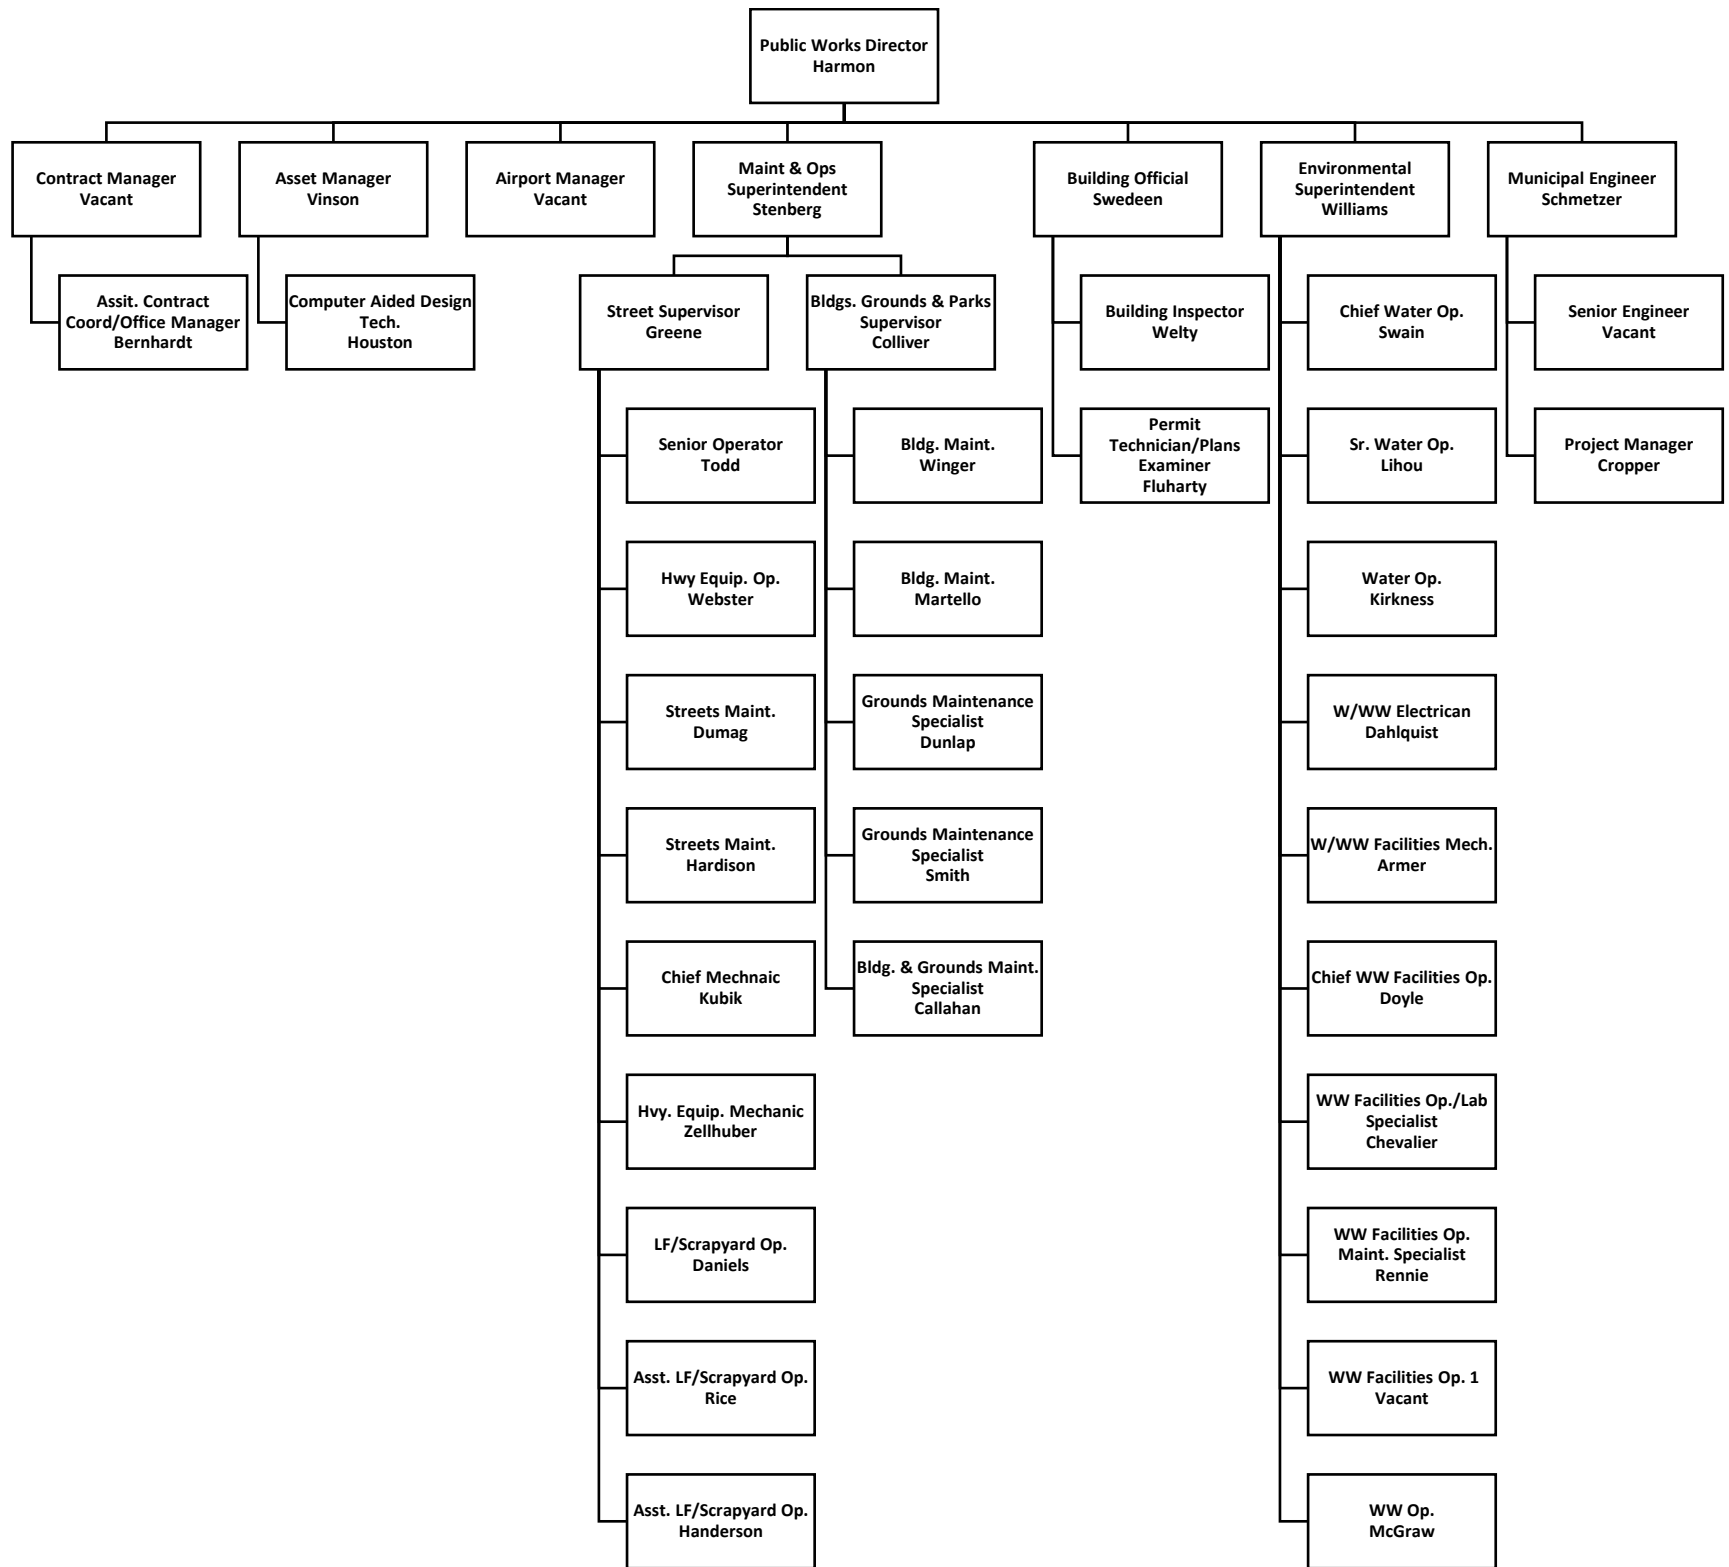 Public Works Director
Harmon
Contract Manager
Vacant
Asset Manager
Vinson
Airport Manager
Vacant
Maint & Ops
Superintendent
Stenberg
Building Official
Swedeen
Environmental
Superintendent
Williams
Municipal Engineer
Schmetzer
Assit. Contract
Coord/Office Manager
Bernhardt
Computer Aided Design
Tech.
Houston
Street Supervisor
Greene
Bldgs. Grounds & Parks
Supervisor
Colliver
Building Inspector
Welty
Chief Water Op.
Swain
Senior Engineer
Vacant
Senior Operator
Todd
Bldg. Maint.
Winger
Permit
Technician/Plans
Examiner
Fluharty
Sr. Water Op.
Lihou
Project Manager
Cropper
Hwy Equip. Op.
Webster
Bldg. Maint.
Martello
Water Op.
Kirkness
Streets Maint.
Dumag
Grounds Maintenance
Specialist
Dunlap
W/WW Electrican
Dahlquist
Streets Maint.
Hardison
Grounds Maintenance
Specialist
Smith
W/WW Facilities Mech.
Armer
Chief Mechnaic
Kubik
Bldg. & Grounds Maint.
Specialist
Callahan
Chief WW Facilities Op.
Doyle
Hvy. Equip. Mechanic
Zellhuber
WW Facilities Op./Lab
Specialist
Chevalier
LF/Scrapyard Op.
Daniels
WW Facilities Op.
Maint. Specialist
Rennie
Asst. LF/Scrapyard Op.
Rice
WW Facilities Op. 1
Vacant
Asst. LF/Scrapyard Op.
Handerson
WW Op.
McGraw